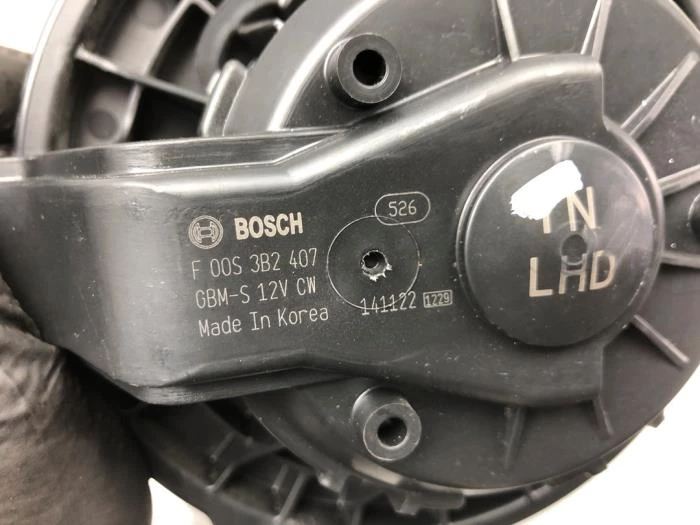 526
BOSCH
F 00S 3B2 407
GBM-S 12V CW
Made In Korea
141122 1229
LHD